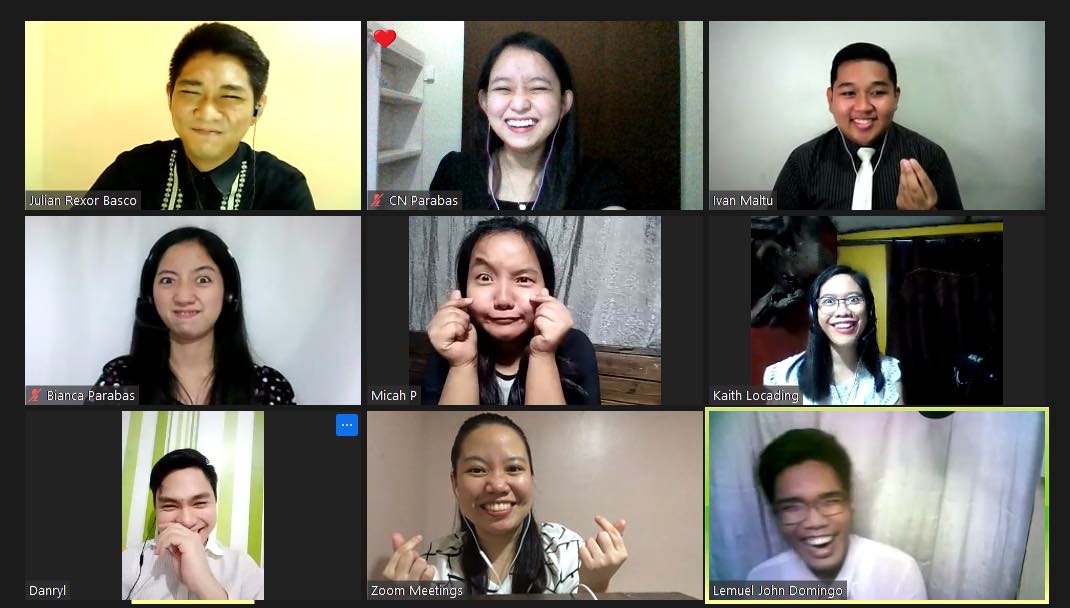 Julian Rexor Basco
CN Parabas
Ivan Maltu
Bianca Parabas
Micah P
Kaith Locading
Danryl
Zoom Meetings
Lemuel John Domingo